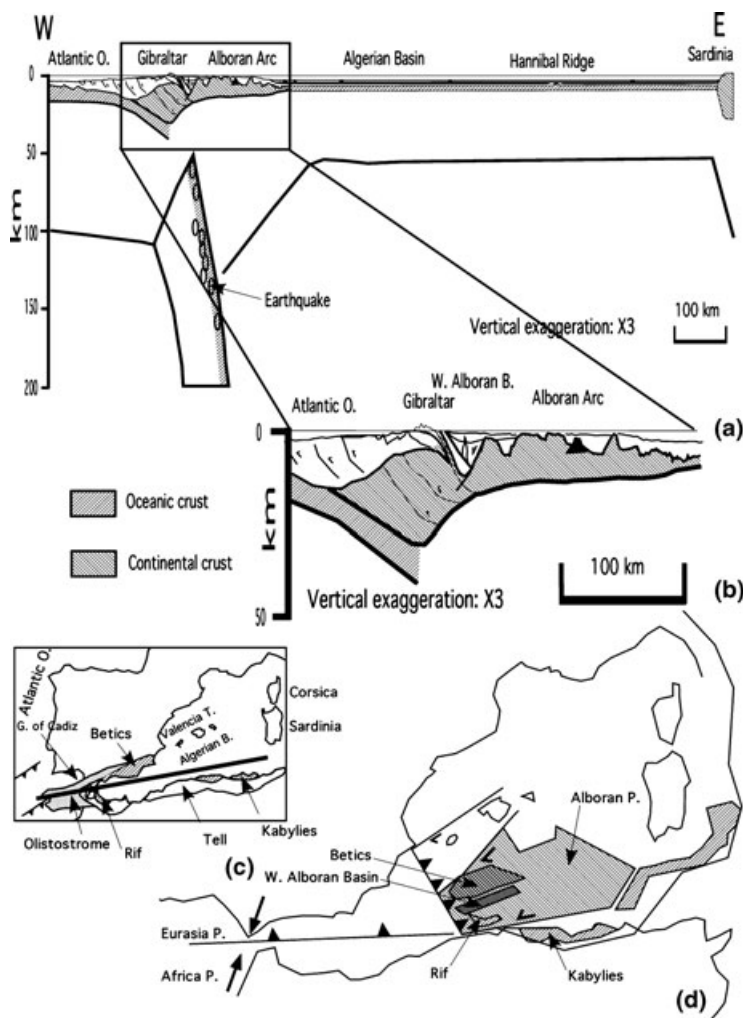 W
E
Atlantic O.
Gibraltar
Alboran Arc
Algerian Basin
Hannibal Ridge
Sardinia
0
50
100
150
200
km
Earthquake
100 km
Vertical exaggeration: X3
(a)
Atlantic O.
Gibraltar
W. Alboran B.
Alboran Arc
0
km
50
Oceanic crust
Continental crust
100 km
Vertical exaggeration: X3
(b)
Atlantic O.
G. of Cadiz
Betics
Valencia T.
Algerian B.
Corsica
Sardinia
Olistostrome
Rif
Tell
Kabylies
(c)
Alboran P.
Betics
W. Alboran Basin
Eurasia P.
Africa P.
Rif
Kabylies
(d)